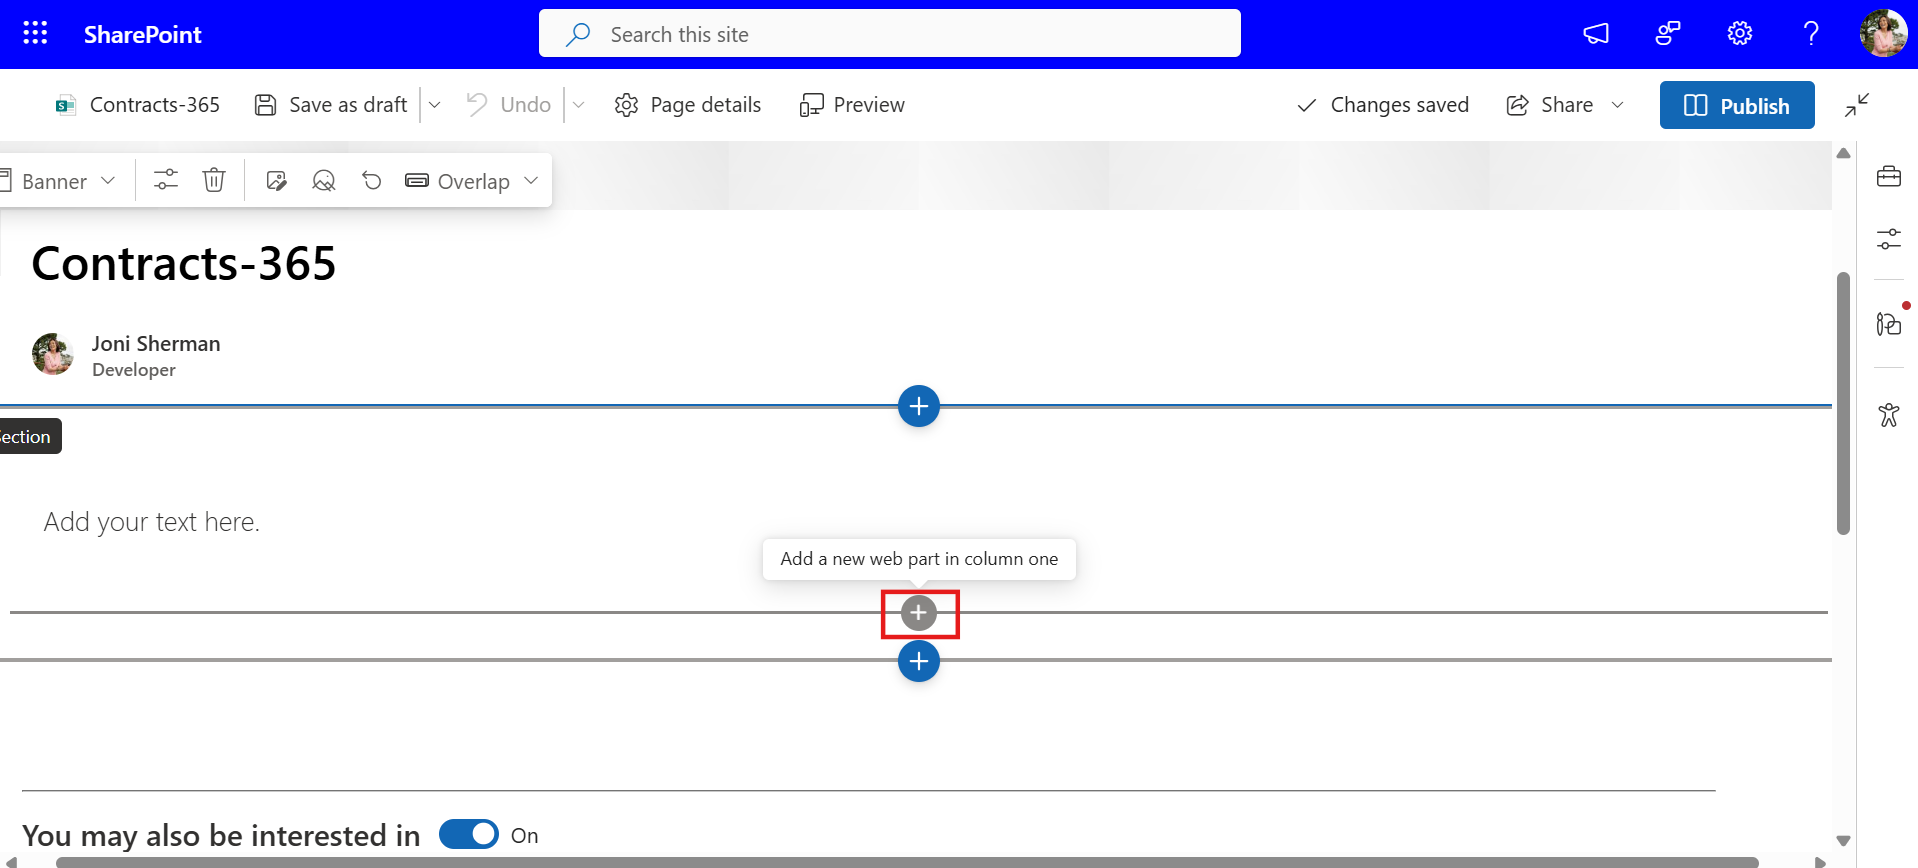 SharePoint
Search this site
Contracts-365
Save as draft
Undo
Page details
Preview
Changes saved
Share
Publish
Banner
Overlap
Contracts-365
Joni Sherman
Developer
ection
Add your text here.
Add a new web part in column one
You may also be interested in
On